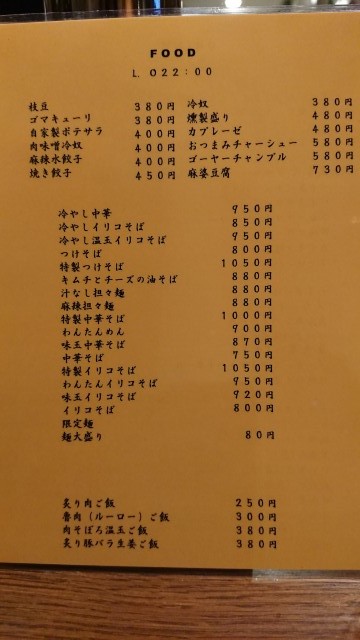 FOOD
L. O22:00
枝豆 380円
ゴマキューリ 380円
自家製ポテサラ 400円
肉味噌冷奴 400円
麻辣水餃子 400円
焼き餃子 450円
冷奴 380円
燻製盛り 480円
カプレーゼ 480円
おつまみチャーシュー 580円
ゴーヤーチャンプル 580円
麻婆豆腐 730円
冷やし中華 950円
冷やしイリコそば 850円
冷やし温玉イリコそば 950円
つけそば 800円
特製つけそば 1050円
キムチとチーズの油そば 880円
汁なし担々麺 880円
麻辣担々麺 880円
特製中華そば 1000円
わんたんめん 900円
味玉中華そば 870円
中華そば 750円
特製イリコそば 1050円
わんたんイリコそば 950円
味玉イリコそば 920円
イリコそば 800円
限定麺
麺大盛り 80円
炙り肉ご飯 250円
魯肉(ルーロー)ご飯 300円
肉そぼろ温玉ご飯 380円
炙り豚バラ生姜ご飯 380円